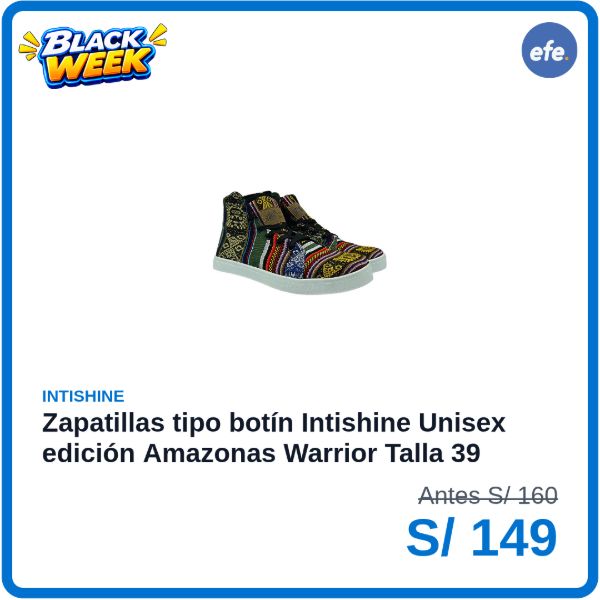 BLACK
WEEK
efe.
INTISHINE
Zapatillas tipo botín Intishine Unisex
edición Amazonas Warrior Talla 39
Antes S/ 160
S/ 149